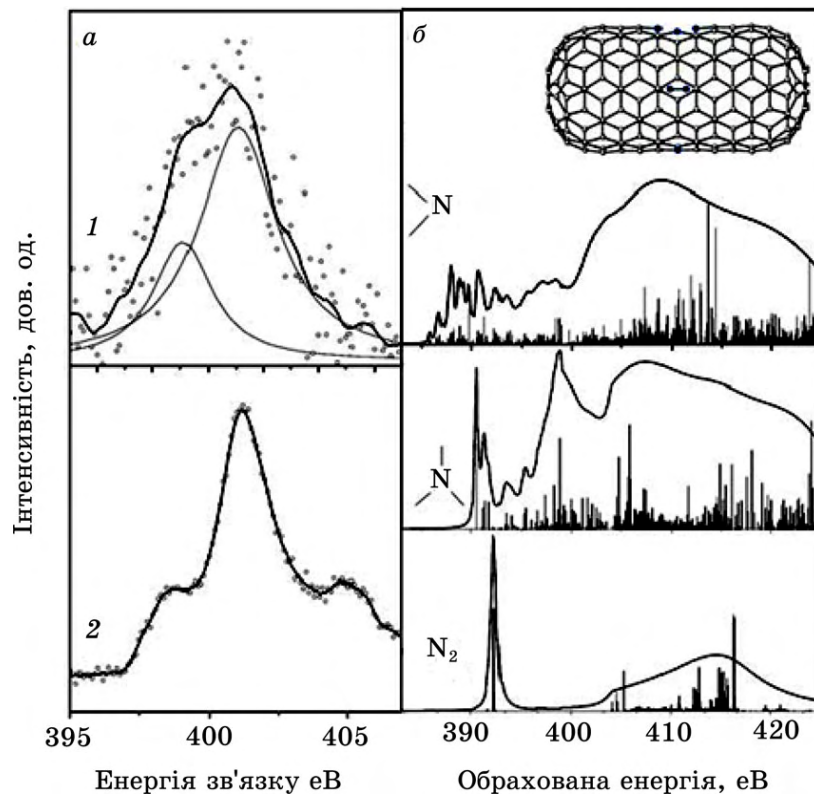 а
б
N
1
N
2
N₂
Інтенсивність, дов. од.
395 400 405
390 400 410 420
Енергія зв'язку еВ
Обрахована енергія, еВ